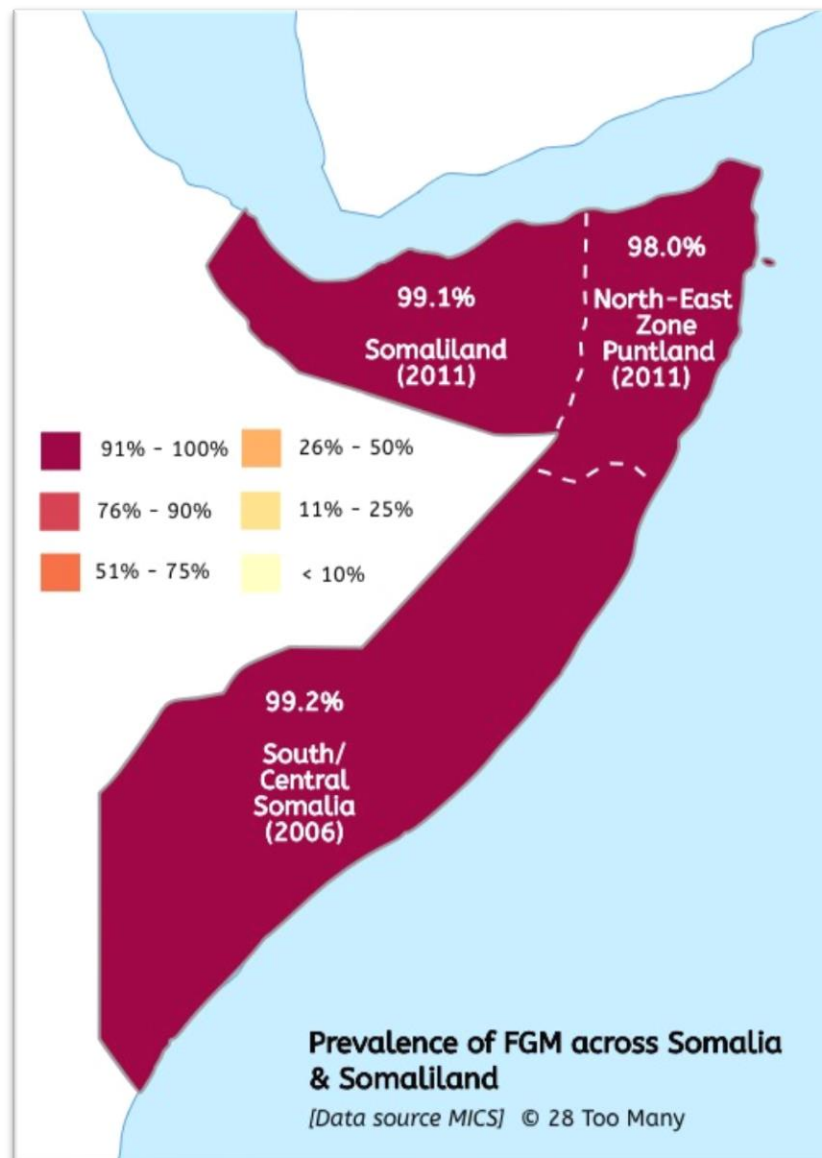 98.0%
North-East
Zone
Puntland
(2011)
99.1%
Somaliland
(2011)
91% - 100%
26% - 50%
76% - 90%
11% - 25%
51% - 75%
< 10%
99.2%
South/
Central
Somalia
(2006)
Prevalence of FGM across Somalia
& Somaliland
[Data source MICS] © 28 Too Many